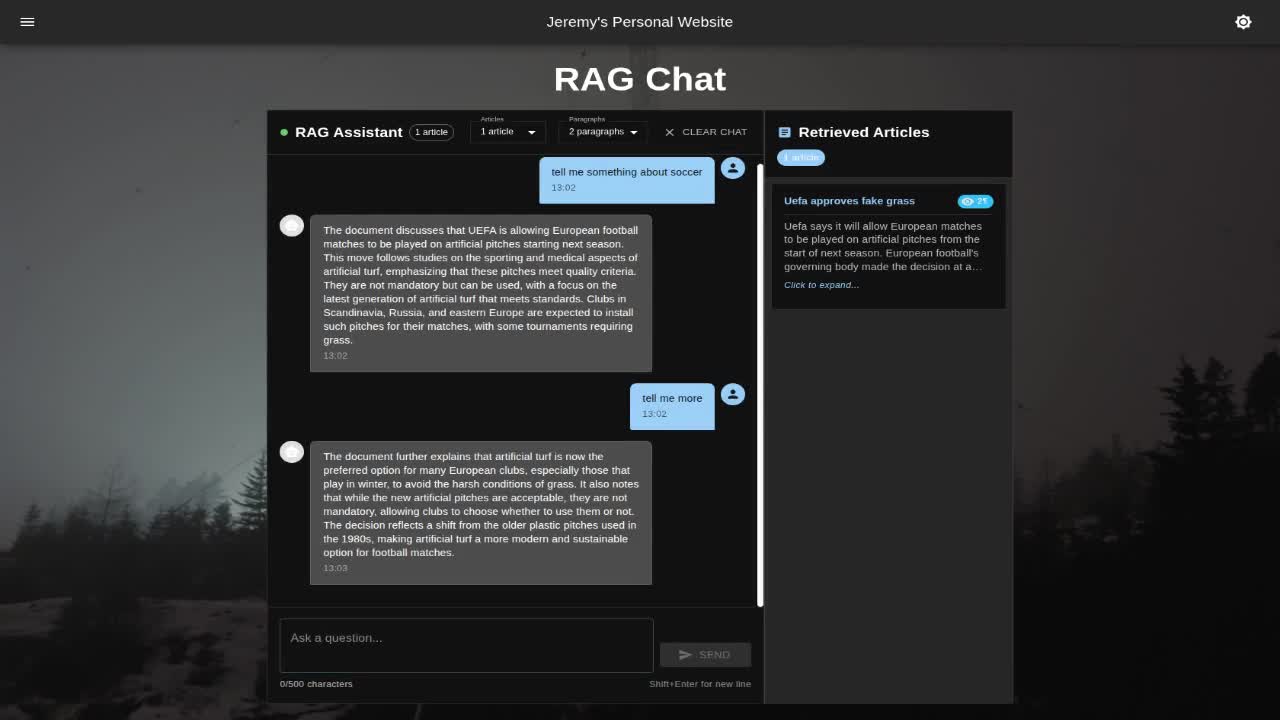 Jeremy's Personal Website
RAG Chat
RAG Assistant
1 article
Articles
1 article
Paragraphs
2 paragraphs
CLEAR CHAT
tell me something about soccer
13:02
The document discusses that UEFA is allowing European football
matches to be played on artificial pitches starting next season.
This move follows studies on the sporting and medical aspects of
artificial turf, emphasizing that these pitches meet quality criteria.
They are not mandatory but can be used, with a focus on the
latest generation of artificial turf that meets standards. Clubs in
Scandinavia, Russia, and eastern Europe are expected to install
such pitches for their matches, with some tournaments requiring
grass.
13:02
tell me more
13:02
The document further explains that artificial turf is now the
preferred option for many European clubs, especially those that
play in winter, to avoid the harsh conditions of grass. It also notes
that while the new artificial pitches are acceptable, they are not
mandatory, allowing clubs to choose whether to use them or not.
The decision reflects a shift from the older plastic pitches used in
the 1980s, making artificial turf a more modern and sustainable
option for football matches.
13:03
Ask a question...
SEND
0/500 characters
Shift+Enter for new line
Retrieved Articles
1 article
Uefa approves fake grass
Uefa says it will allow European matches
to be played on artificial pitches from the
start of next season. European football's
governing body made the decision at a…
Click to expand...